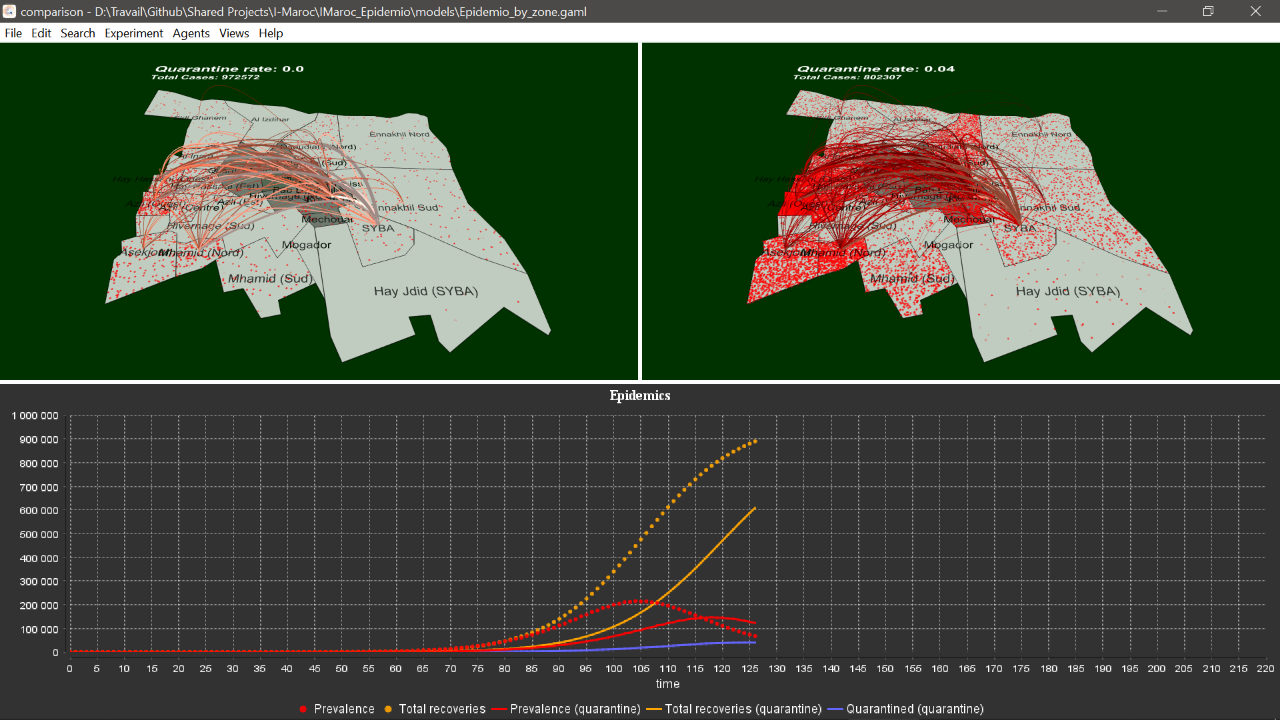 comparison - D:\Travail\Github\Shared Projects\I-Maroc\IMaroc_Epidemio\models\Epidemio_by_zone.gaml
File Edit Search Experiment Agents Views Help
Quarantine rate: 0.0
Total Cases: 972572
Ennakhil Nord
Ennakhil Sud
Mechouar
SYBA
Hivernage (Sud)
Mogador
Mhamid (Nord)
Mhamid (Sud)
Hay Jdid (SYBA)
Quarantine rate: 0.04
Total Cases: 802307
Ennakhil Nord
Ennakhil Sud
Mechouar
SYBA
Hivernage (Sud)
Mogador
Mhamid (Nord)
Mhamid (Sud)
Hay Jdid (SYBA)
Epidemics
1 000 000
900 000
800 000
700 000
600 000
500 000
400 000
300 000
200 000
100 000
0
0 5 10 15 20 25 30 35 40 45 50 55 60 65 70 75 80 85 90 95 100 105 110 115 120 125 130 135 140 145 150 155 160 165 170 175 180 185 190 195 200 205 210 215 220
time
Prevalence Total recoveries Prevalence (quarantine) Total recoveries (quarantine) Quarantined (quarantine)